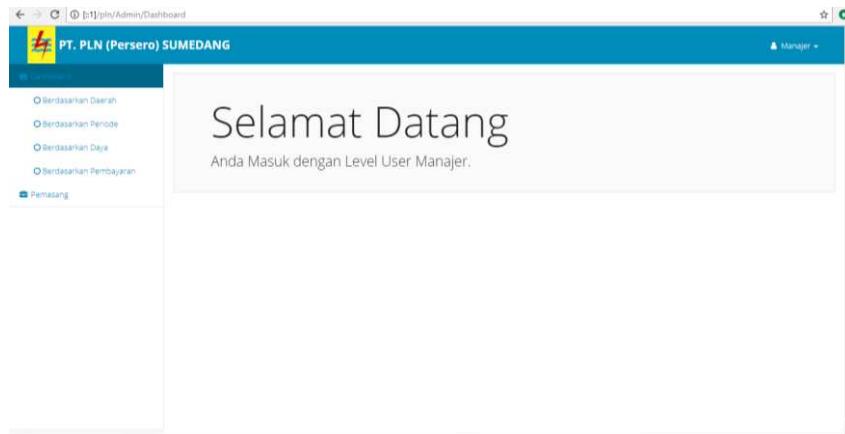 [::1]/pln/Admin/Dashboard
PT. PLN (Persero) SUMEDANG
Manajer
Berdasarkan Daerah
Berdasarkan Periode
Berdasarkan Daya
Berdasarkan Pembayaran
Pemasang
Selamat Datang
Anda Masuk dengan Level User Manajer.